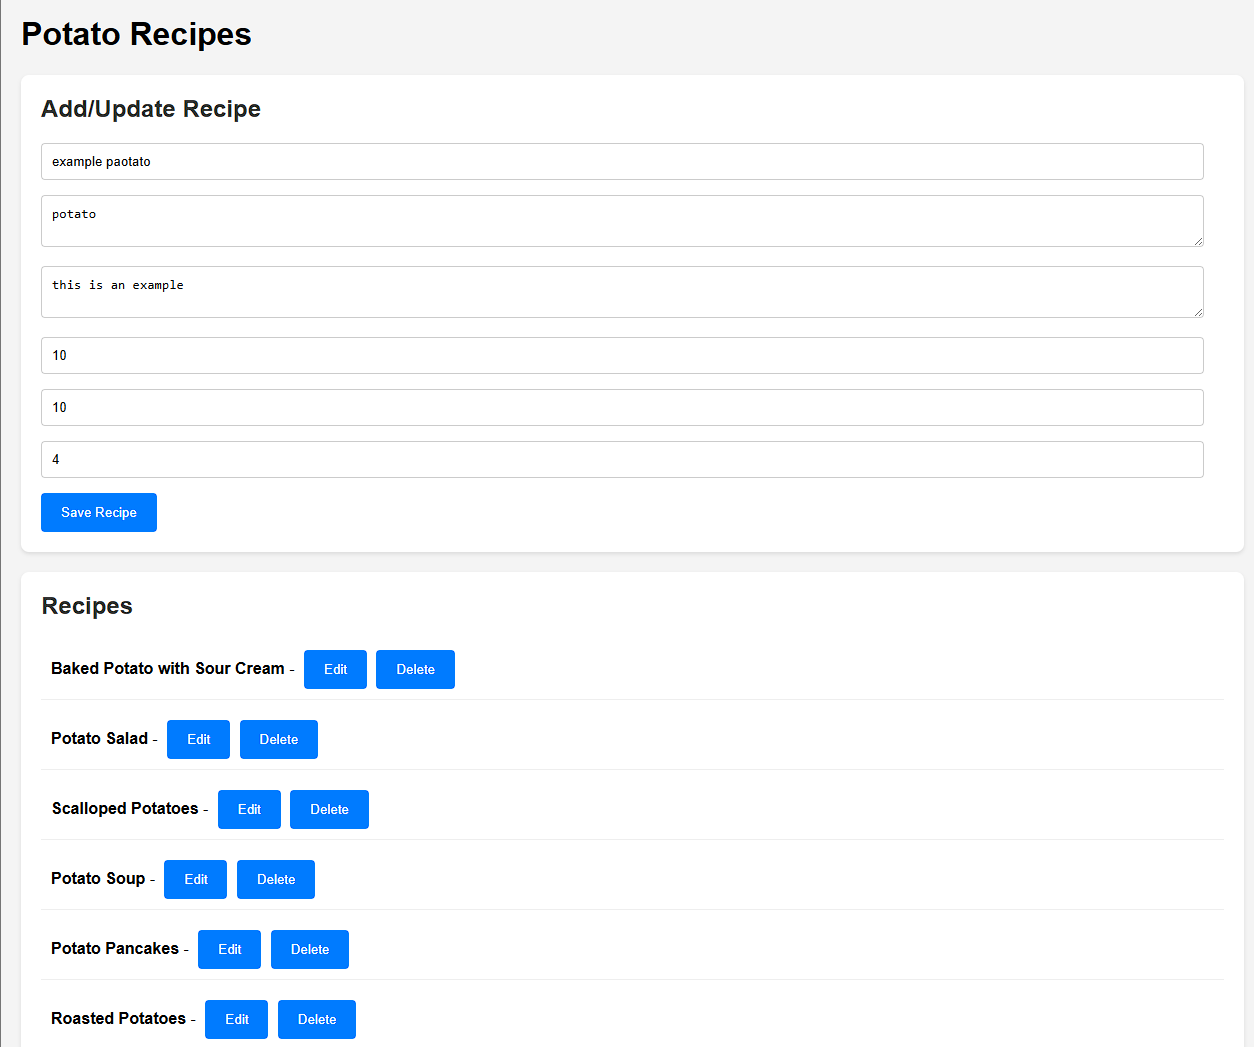 Potato Recipes
Add/Update Recipe
example paotato
potato
this is an example
10
10
4
Save Recipe
Recipes
Baked Potato with Sour Cream - Edit Delete
Potato Salad - Edit Delete
Scalloped Potatoes - Edit Delete
Potato Soup - Edit Delete
Potato Pancakes - Edit Delete
Roasted Potatoes - Edit Delete